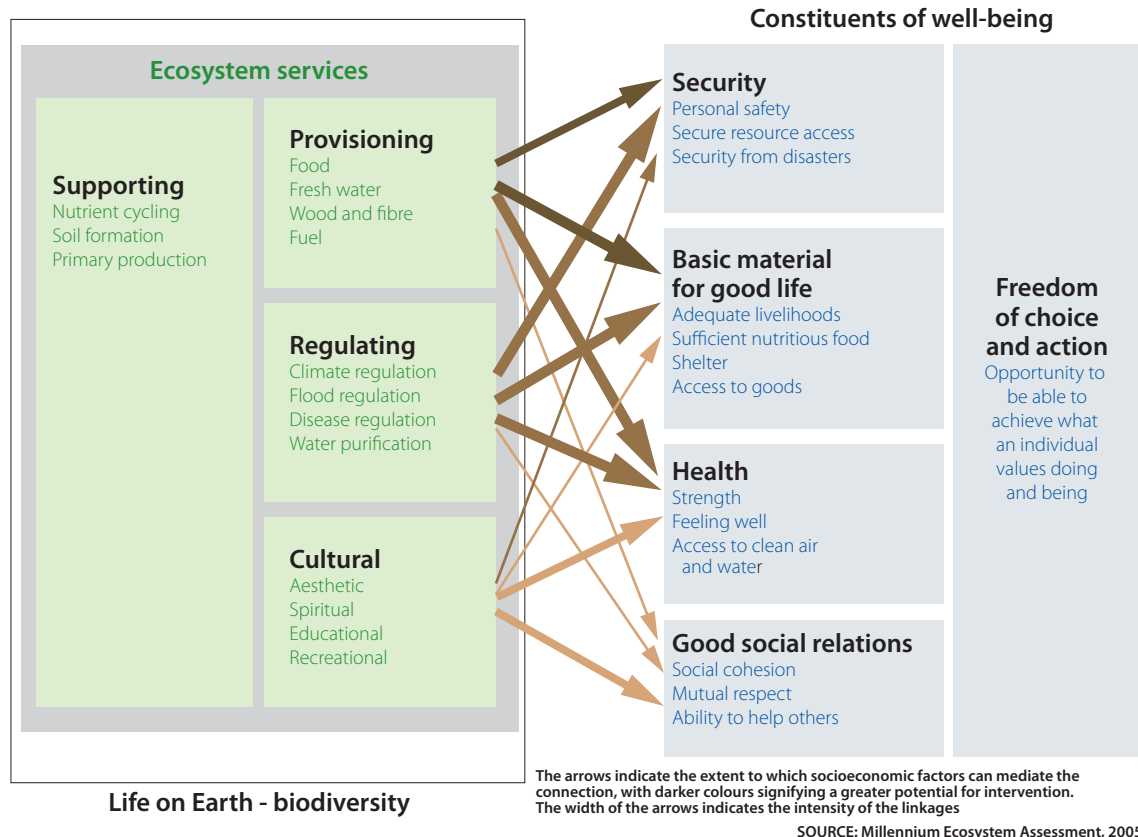 Constituents of well-being
Ecosystem services
Supporting
Nutrient cycling
Soil formation
Primary production
Provisioning
Food
Fresh water
Wood and fibre
Fuel
Regulating
Climate regulation
Flood regulation
Disease regulation
Water purification
Cultural
Aesthetic
Spiritual
Educational
Recreational
Life on Earth - biodiversity
Security
Personal safety
Secure resource access
Security from disasters
Basic material
for good life
Adequate livelihoods
Sufficient nutritious food
Shelter
Access to goods
Health
Strength
Feeling well
Access to clean air
and water
Good social relations
Social cohesion
Mutual respect
Ability to help others
Freedom
of choice
and action
Opportunity to
be able to
achieve what
an individual
values doing
and being
The arrows indicate the extent to which socioeconomic factors can mediate the
connection, with darker colours signifying a greater potential for intervention.
The width of the arrows indicates the intensity of the linkages
SOURCE: Millennium Ecosystem Assessment, 2005